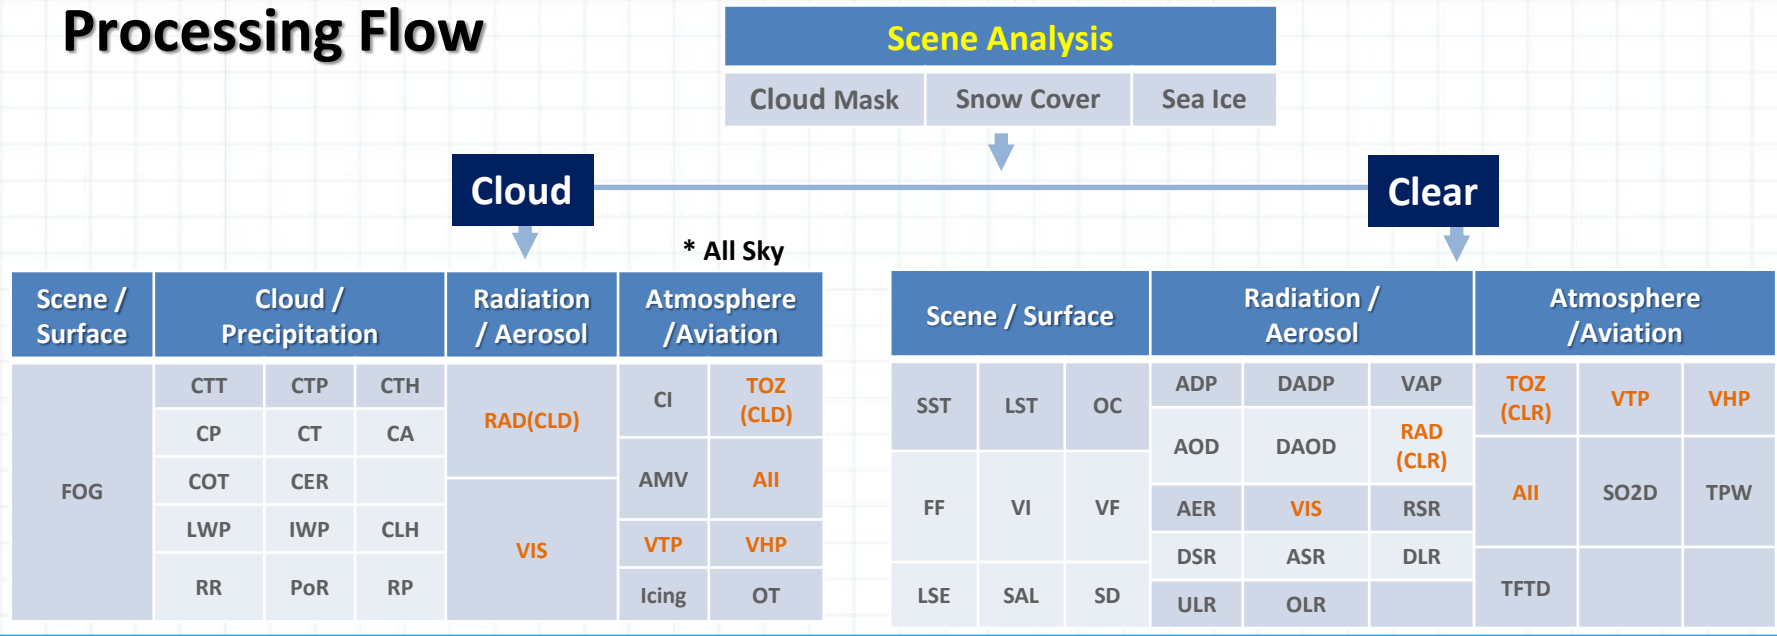 Processing Flow
Scene Analysis
Cloud Mask Snow Cover Sea Ice
Cloud
Clear
* All Sky
Scene /
Surface
Cloud /
Precipitation
Radiation
/ Aerosol
Atmosphere
/Aviation
FOG
CTT CTP CTH
CP CT CA
COT CER
LWP IWP CLH
RR PoR RP
RAD(CLD)
VIS
CI TOZ
(CLD)
AMV AII
VTP VHP
Icing OT
Scene / Surface
Radiation /
Aerosol
Atmosphere
/Aviation
SST LST OC
FF VI VF
LSE SAL SD
ADP DADP VAP
AOD DAOD RAD
(CLR)
AER VIS RSR
DSR ASR DLR
ULR OLR
TOZ
(CLR)
VTP VHP
AII SO2D TPW
TFTD